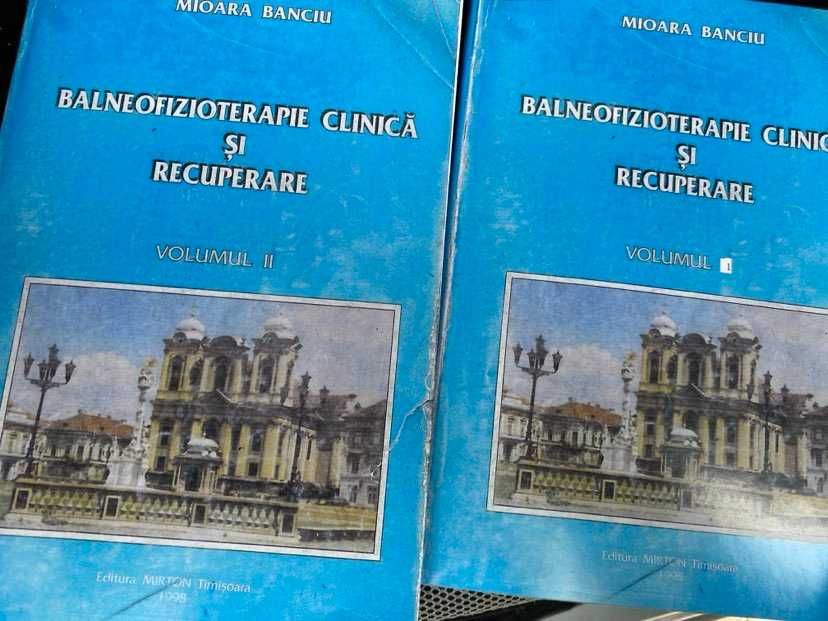 MIOARA BANCIU
BALNEOFIZIOTERAPIE CLINICĂ
ȘI
RECUPERARE
VOLUMUL II
Editura MIRTON Timișoara
1998
MIOARA BANCIU
BALNEOFIZIOTERAPIE CLINIC
ȘI
RECUPERARE
VOLUMUL 1
Editura MIRTON Timișoara